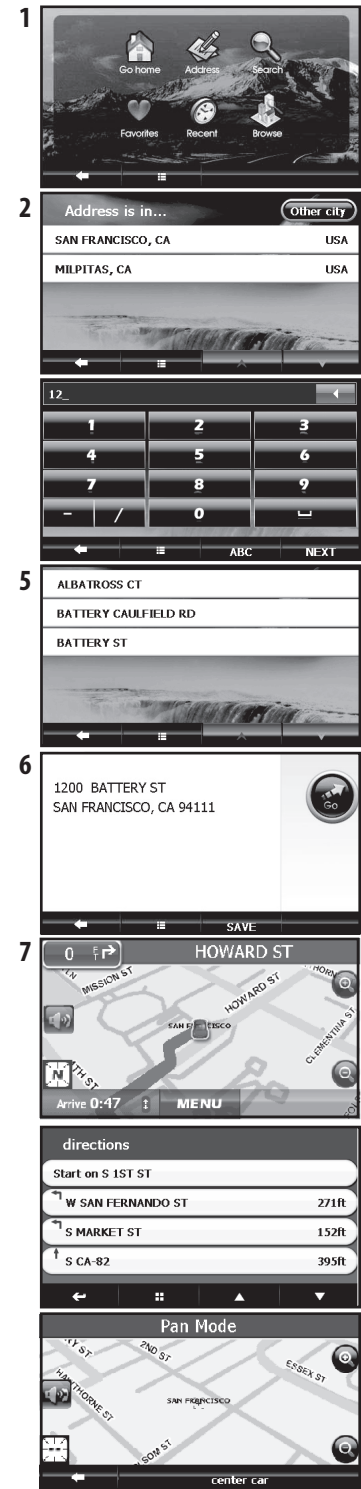 1
Go home Address Search
Favorites Recent Browse
2
Address is in... Other city
SAN FRANCISCO, CA USA
MILPITAS, CA USA
12_
1 2 3
4 5 6
7 8 9
- / 0
ABC NEXT
5
ALBATROSS CT
BATTERY CAULFIELD RD
BATTERY ST
6
1200 BATTERY ST
SAN FRANCISCO, CA 94111
Go
SAVE
7
0 FT HOWARD ST
LN MISSION ST THORN
HOWARD ST
SAN FRANCISCO
CLEMENTINA ST
N
4TH ST
Arrive 0:47 MENU
directions
Start on S 1ST ST
W SAN FERNANDO ST 271ft
S MARKET ST 152ft
S CA-82 395ft
Pan Mode
2ND ST
ESSEX ST
HAWTHORNE ST
SAN FRANCISCO
center car